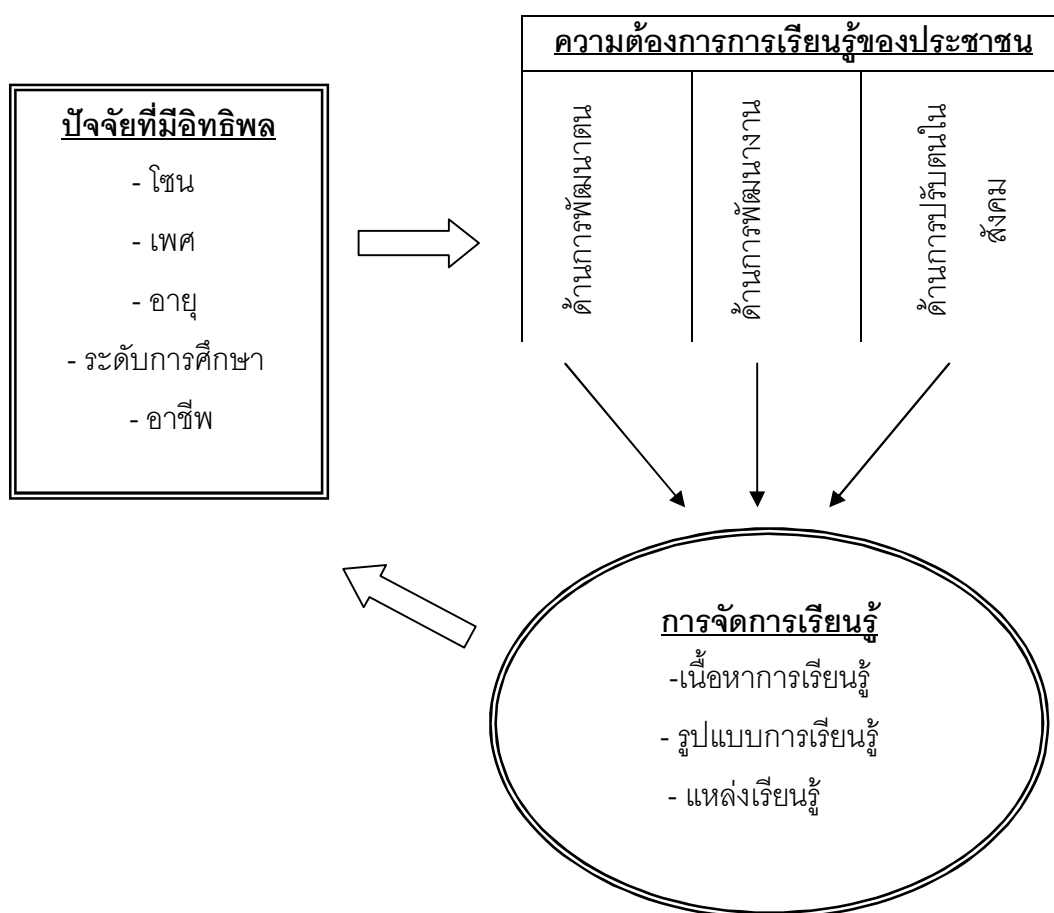 ความต้องการการเรียนรู้ของประชาชน
ปัจจัยที่มีอิทธิพล
- โซน
- เพศ
- อายุ
- ระดับการศึกษา
- อาชีพ
ด้านการพัฒนาตน
ด้านการพัฒนางาน
ด้านการปรับตนใน
สังคม
การจัดการเรียนรู้
-เนื้อหาการเรียนรู้
- รูปแบบการเรียนรู้
- แหล่งเรียนรู้